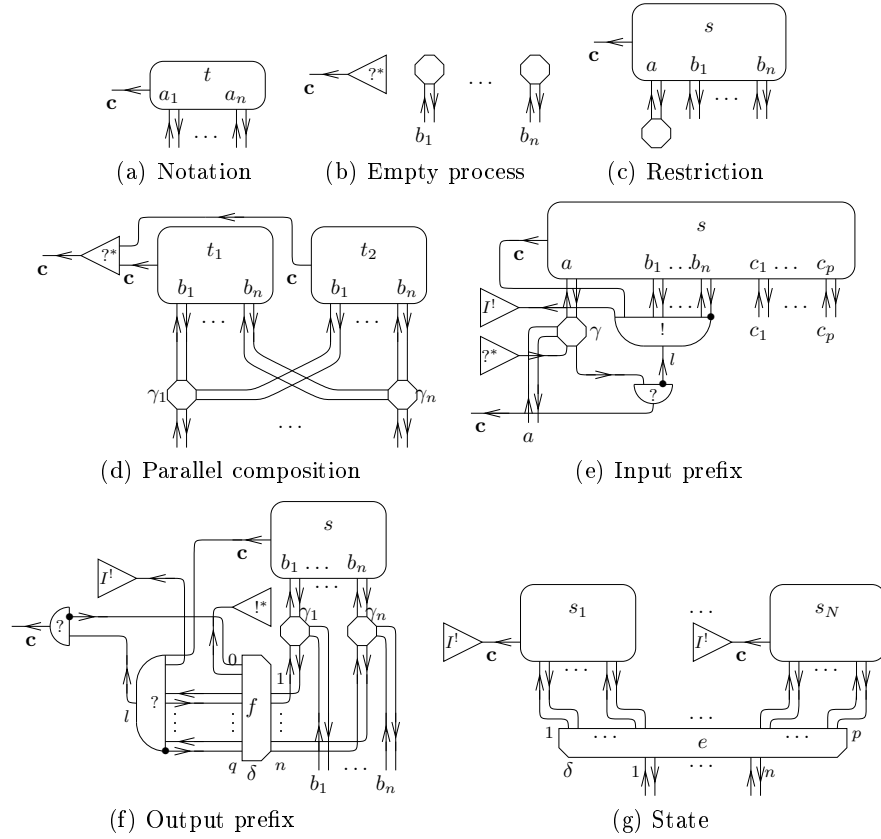 s
c
a b₁ bₙ
t
c
a₁ aₙ
...
?*
c
b₁ ... bₙ
...
(a) Notation
(b) Empty process
(c) Restriction
?*
c
t₁
c
t₂
c
b₁ bₙ b₁ bₙ
... ...
γ₁ γₙ
...
(d) Parallel composition
s
c
a b₁ ... bₙ c₁ ... cₚ
... ...
I!
!
γ
c₁ cₚ
?*
l
?
c
a
(e) Input prefix
s
c
b₁ ... bₙ
...
I!
!*
γ₁ γₙ
?
c
0
1
l
?
f
⋮ ⋮ ⋮
q δ n
b₁ ... bₙ
(f) Output prefix
s₁
...
s_N
I!
c
I!
c
... ...
...
1 ... e ... p
δ 1 ... n
(g) State